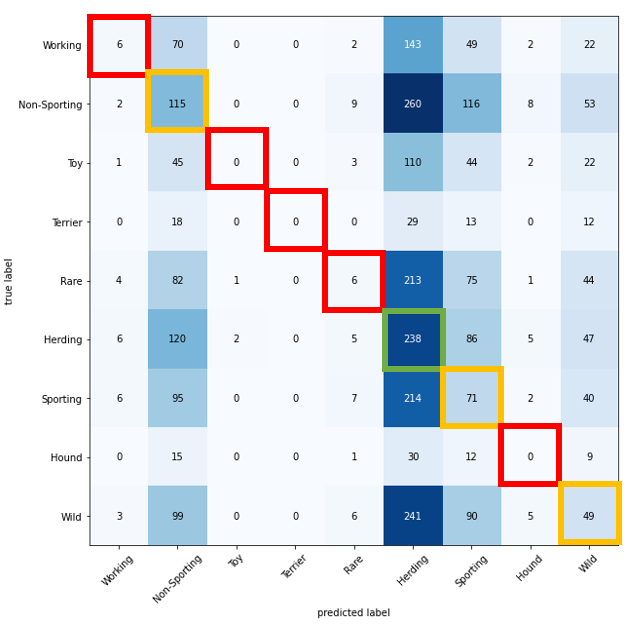 Working 6 70 0 0 2 143 49 2 22
Non-Sporting 2 115 0 0 9 260 116 8 53
Toy 1 45 0 0 3 110 44 2 22
Terrier 0 18 0 0 0 29 13 0 12
Rare 4 82 1 0 6 213 75 1 44
Herding 6 120 2 0 5 238 86 5 47
Sporting 6 95 0 0 7 214 71 2 40
Hound 0 15 0 0 1 30 12 0 9
Wild 3 99 0 0 6 241 90 5 49
true label
Working Non-Sporting Toy Terrier Rare Herding Sporting Hound Wild
predicted label